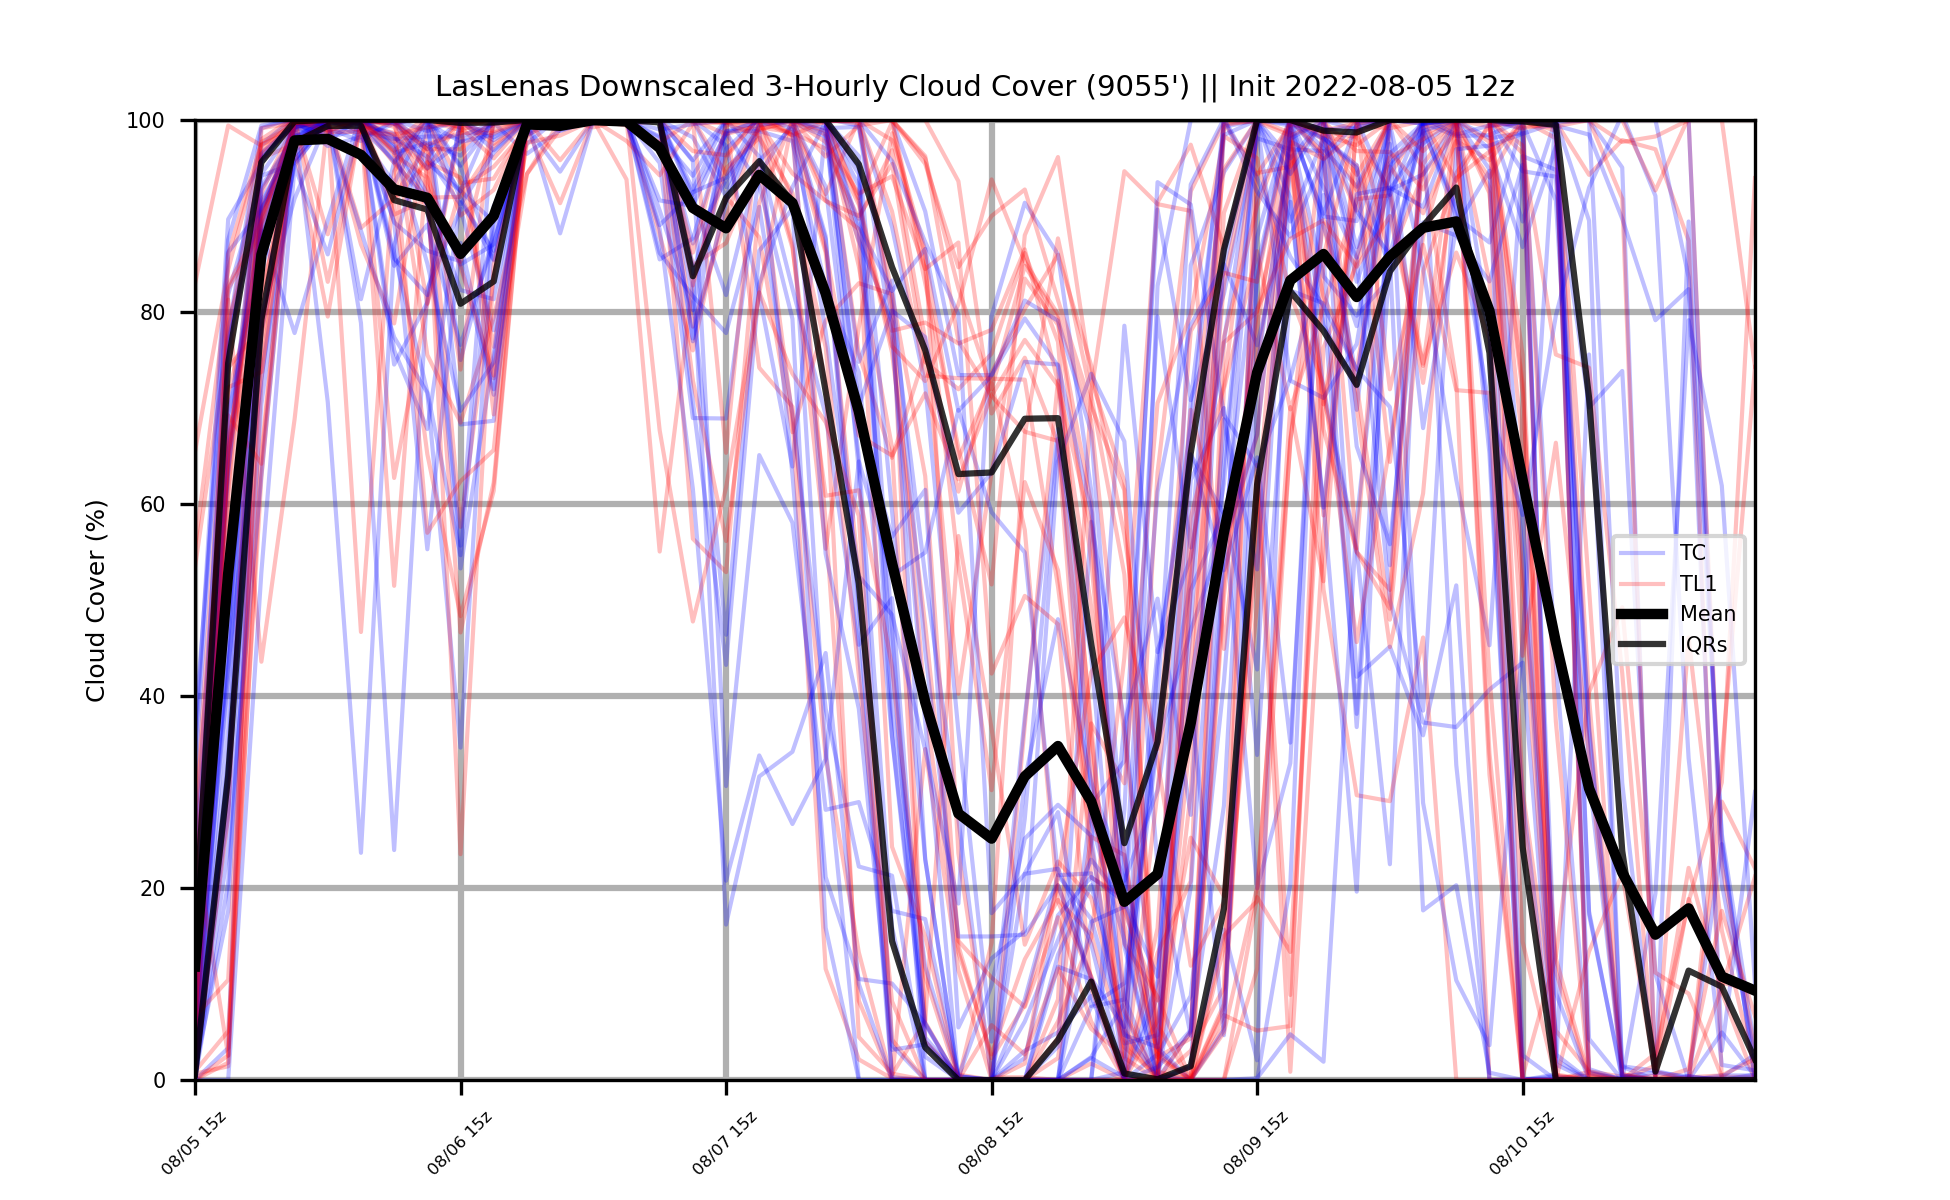 LasLenas Downscaled 3-Hourly Cloud Cover (9055') || Init 2022-08-05 12z
Cloud Cover (%)
100
80
60
40
20
0
TC
TL1
Mean
IQRs
08/05 15z
08/06 15z
08/07 15z
08/08 15z
08/09 15z
08/10 15z